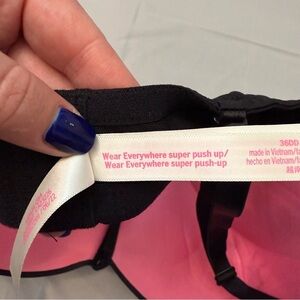 Wear Everywhere super push up/
Wear Everywhere super push-up
36DD
made in Vietnam/
hecho en Vietnam/